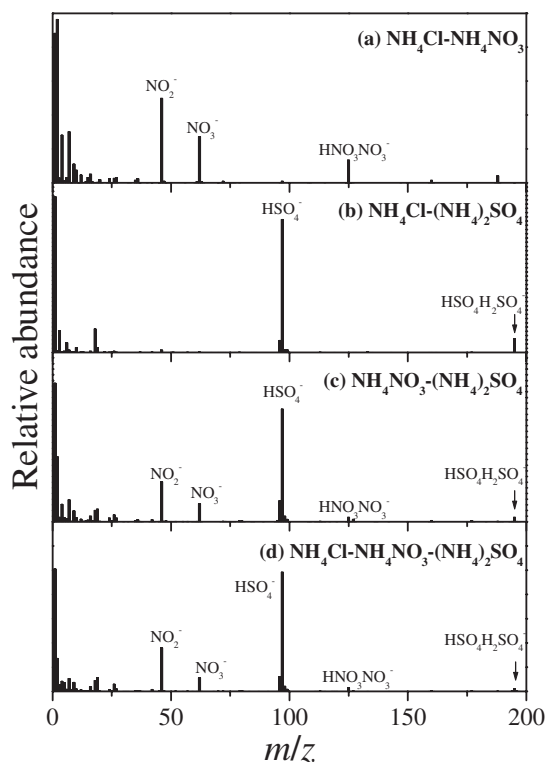 Relative abundance
(a) NH₄Cl-NH₄NO₃
NO₂⁻
NO₃⁻
HNO₃NO₃⁻
(b) NH₄Cl-(NH₄)₂SO₄
HSO₄⁻
HSO₄H₂SO₄⁻
(c) NH₄NO₃-(NH₄)₂SO₄
HSO₄⁻
NO₂⁻
NO₃⁻
HNO₃NO₃⁻
HSO₄H₂SO₄⁻
(d) NH₄Cl-NH₄NO₃-(NH₄)₂SO₄
HSO₄⁻
NO₂⁻
NO₃⁻
HNO₃NO₃⁻
HSO₄H₂SO₄⁻
0 50 100 150 200
m/z